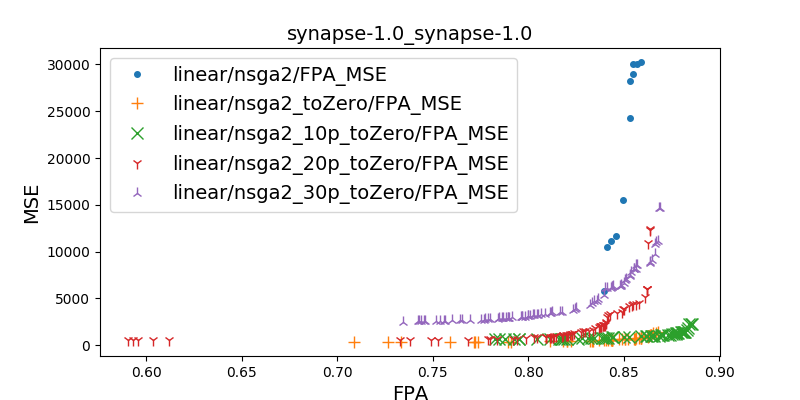 synapse-1.0_synapse-1.0
30000
25000
20000
15000
10000
5000
0
MSE
linear/nsga2/FPA_MSE
linear/nsga2_toZero/FPA_MSE
linear/nsga2_10p_toZero/FPA_MSE
linear/nsga2_20p_toZero/FPA_MSE
linear/nsga2_30p_toZero/FPA_MSE
0.60 0.65 0.70 0.75 0.80 0.85 0.90
FPA